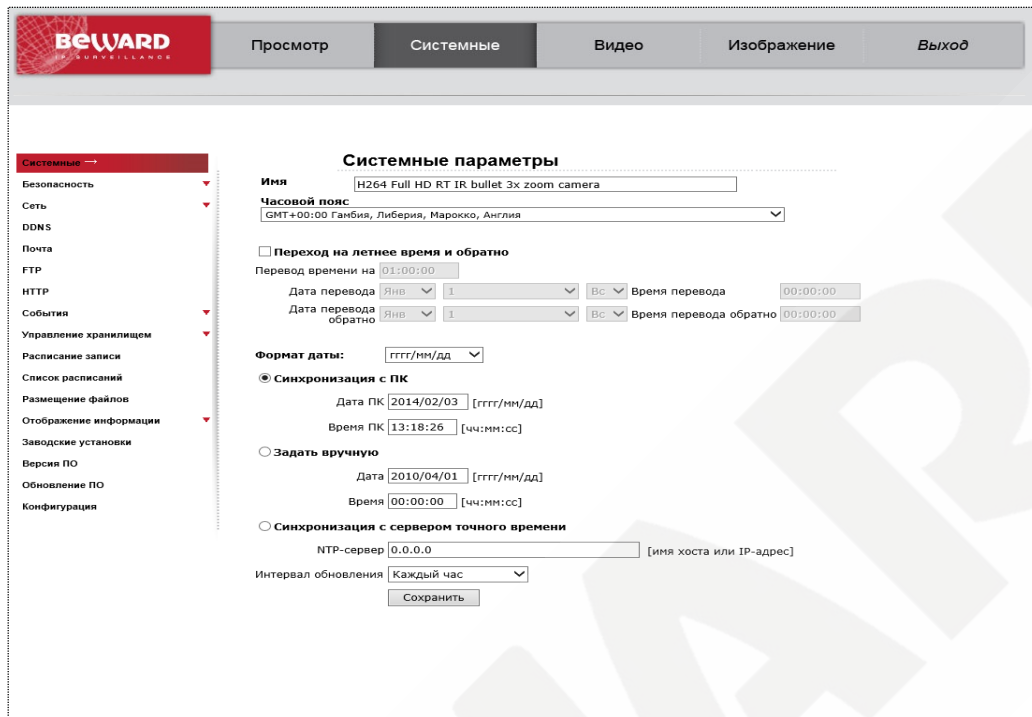 BEWARD
IP SURVEILLANCE
Просмотр
Системные
Видео
Изображение
Выход
Системные →
Безопасность
Сеть
DDNS
Почта
FTP
HTTP
События
Управление хранилищем
Расписание записи
Список расписаний
Размещение файлов
Отображение информации
Заводские установки
Версия ПО
Обновление ПО
Конфигурация
Системные параметры
Имя H264 Full HD RT IR bullet 3x zoom camera
Часовой пояс
GMT+00:00 Гамбия, Либерия, Марокко, Англия
Переход на летнее время и обратно
Перевод времени на 01:00:00
Дата перевода Янв 1 Вс Время перевода 00:00:00
Дата перевода
обратно Янв 1 Вс Время перевода обратно 00:00:00
Формат даты: гггг/мм/дд
Синхронизация с ПК
Дата ПК 2014/02/03 [гггг/мм/дд]
Время ПК 13:18:26 [чч:мм:сс]
Задать вручную
Дата 2010/04/01 [гггг/мм/дд]
Время 00:00:00 [чч:мм:сс]
Синхронизация с сервером точного времени
NTP-сервер 0.0.0.0 [имя хоста или IP-адрес]
Интервал обновления Каждый час
Сохранить